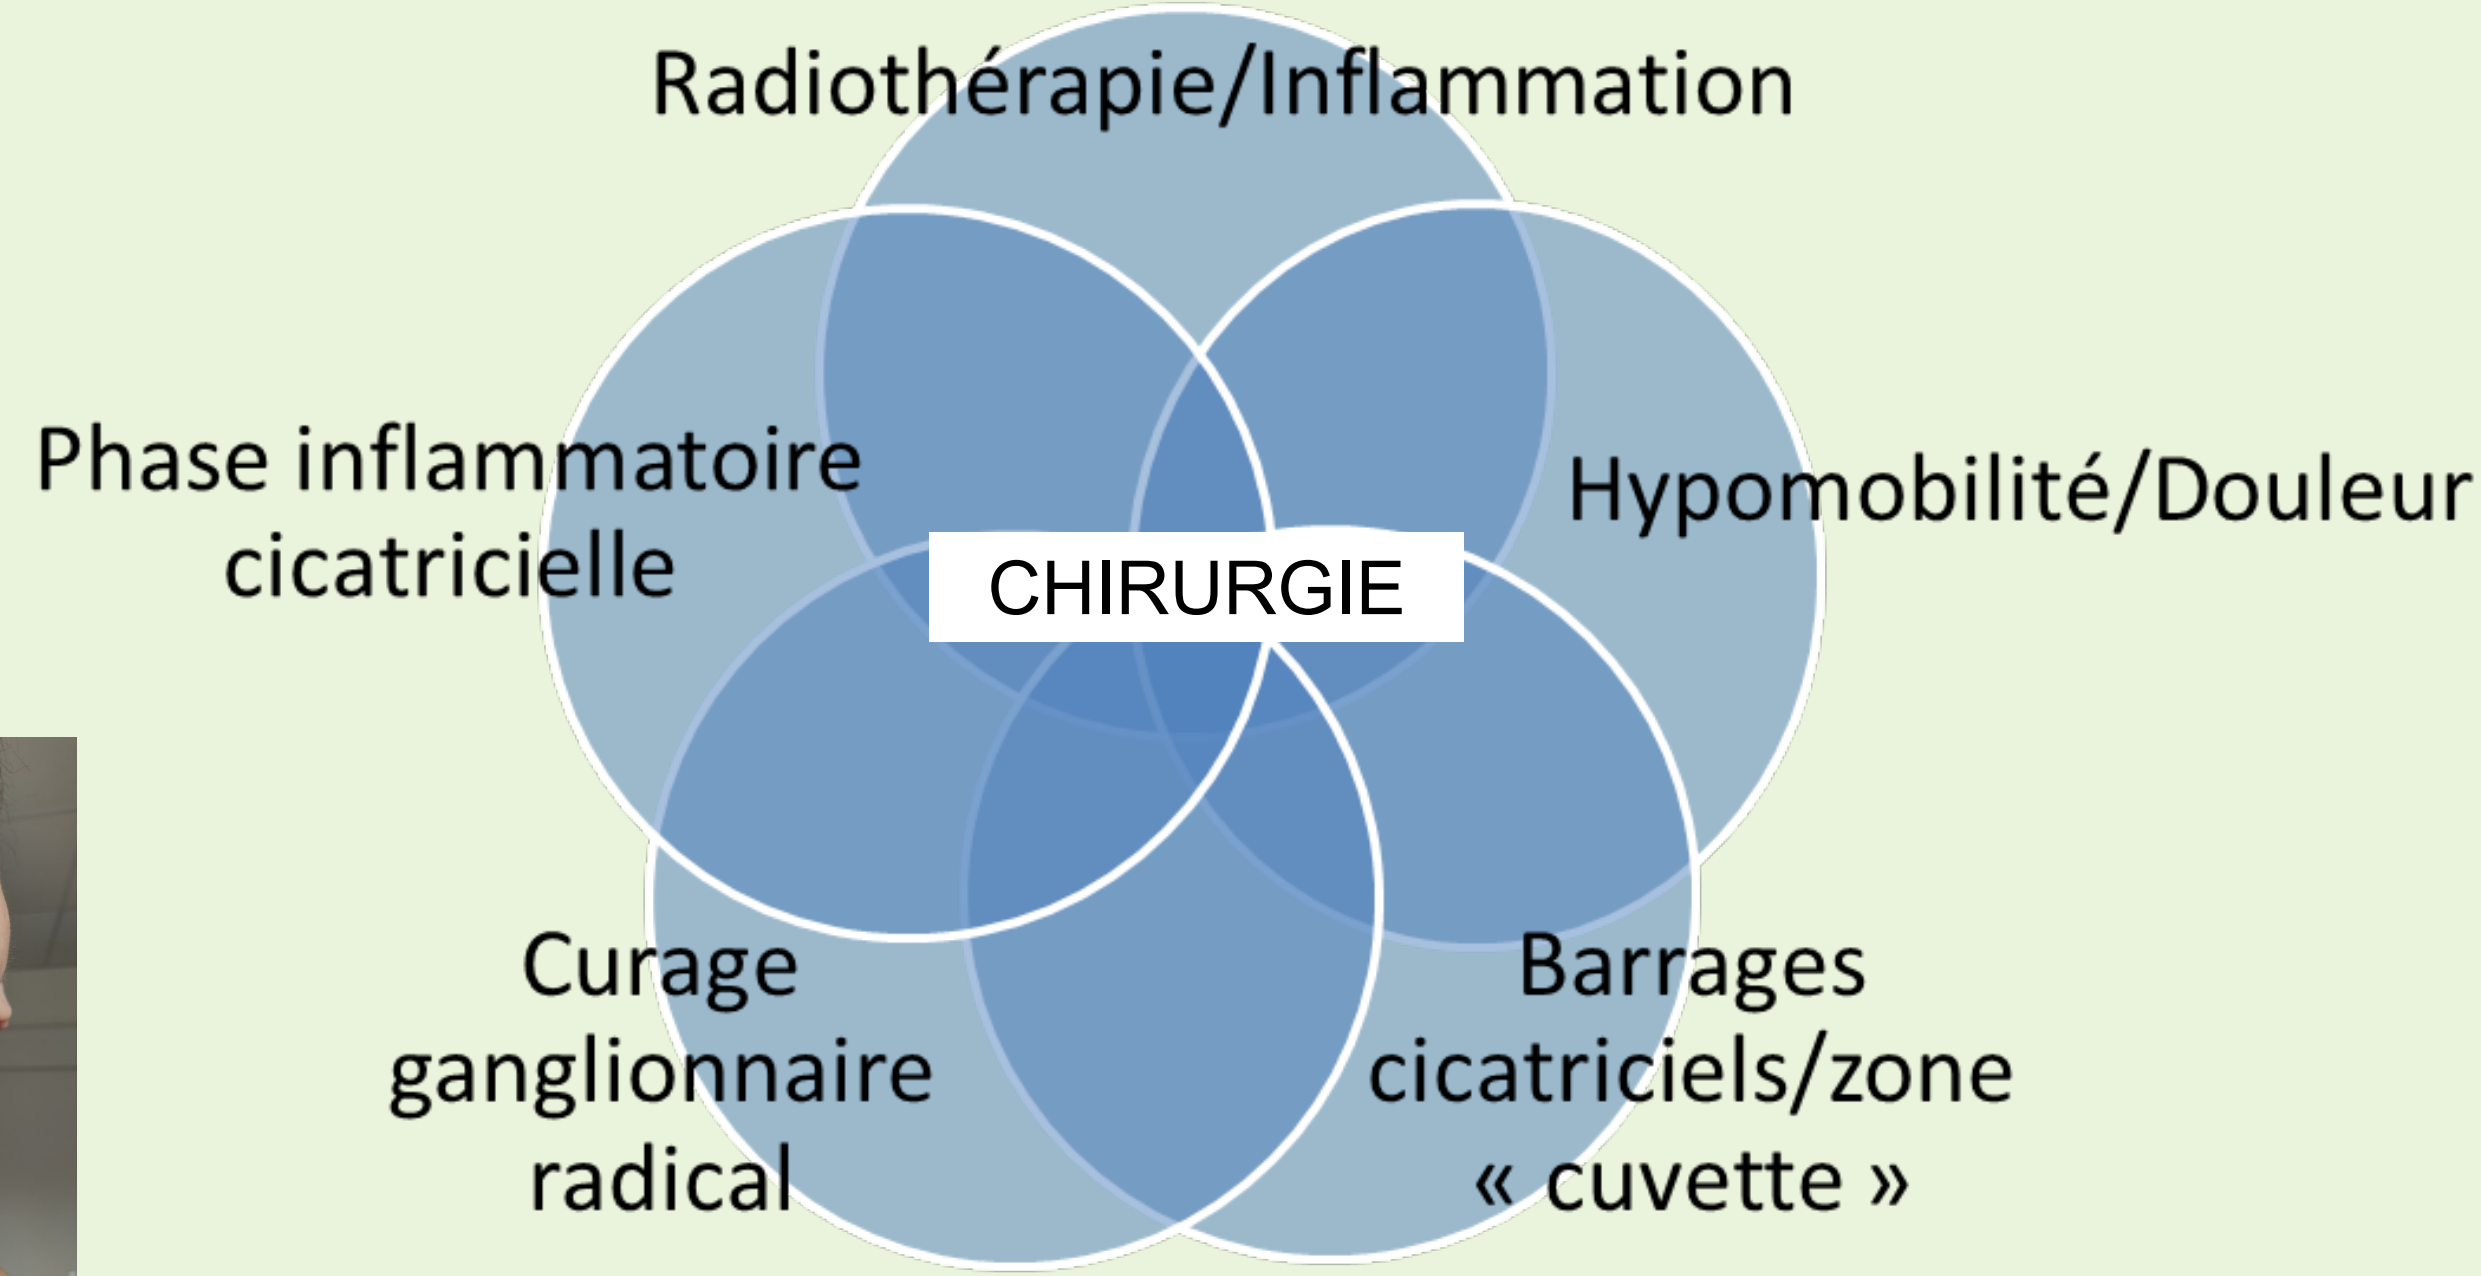 Radiothérapie/Inflammation
Phase inflammatoire
cicatricielle
Hypomobilité/Douleur
CHIRURGIE
Curage
ganglionnaire
radical
Barrages
cicatriciels/zone
« cuvette »